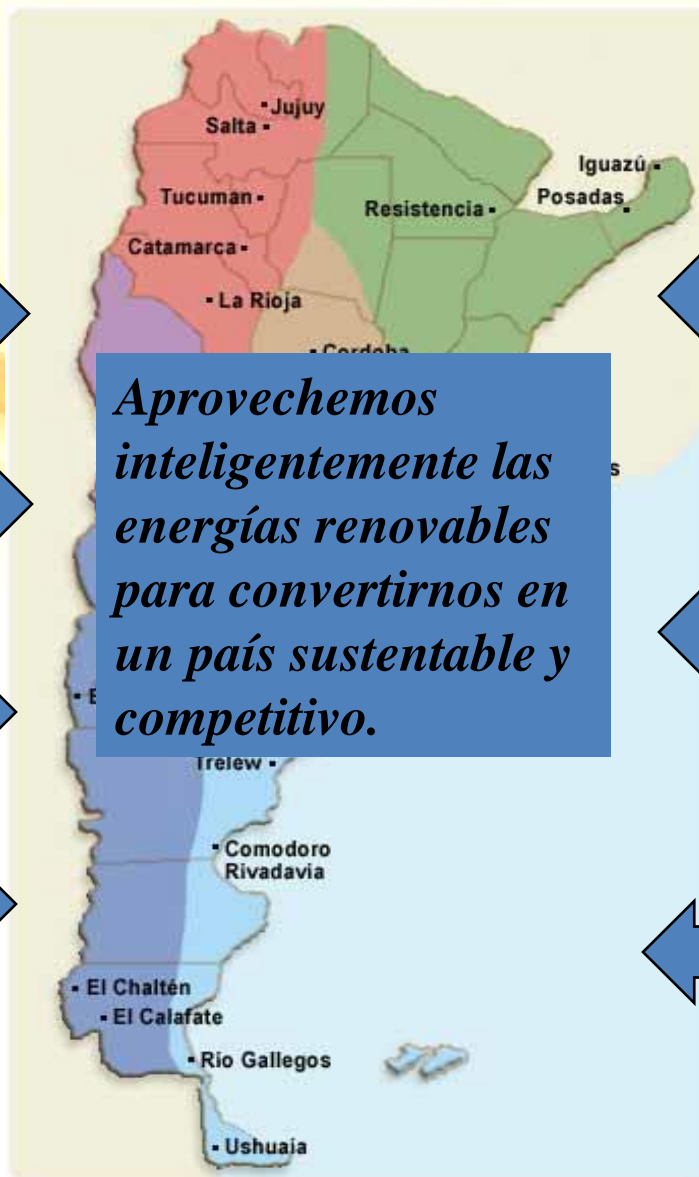 Jujuy
Salta
Iguazú
Tucuman
Posadas
Resistencia
Catamarca
La Rioja
Cordoba
Aprovechemos
inteligentemente las
energías renovables
para convertirnos en
un país sustentable y
competitivo.
Trelew
Comodoro
Rivadavia
El Chaltén
El Calafate
Rio Gallegos
Ushuaia